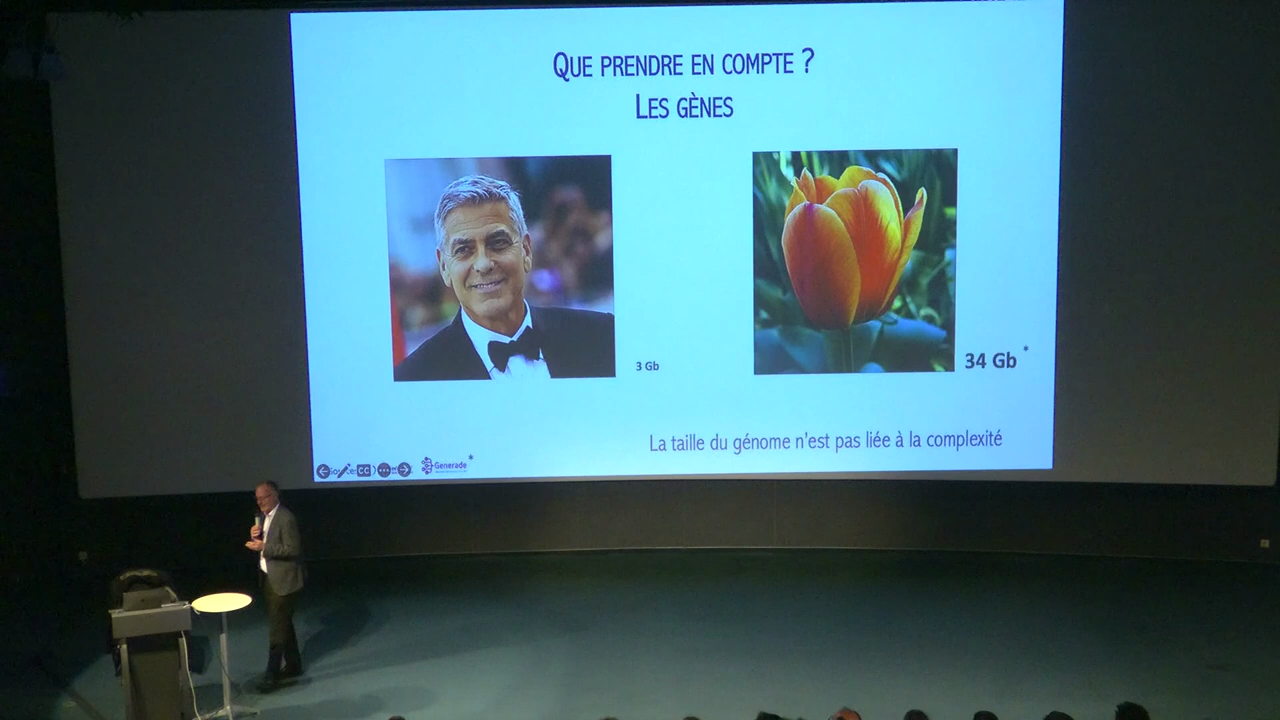 QUE PRENDRE EN COMPTE ?
LES GÈNES
3 Gb
34 Gb *
La taille du génome n'est pas liée à la complexité
Generade *